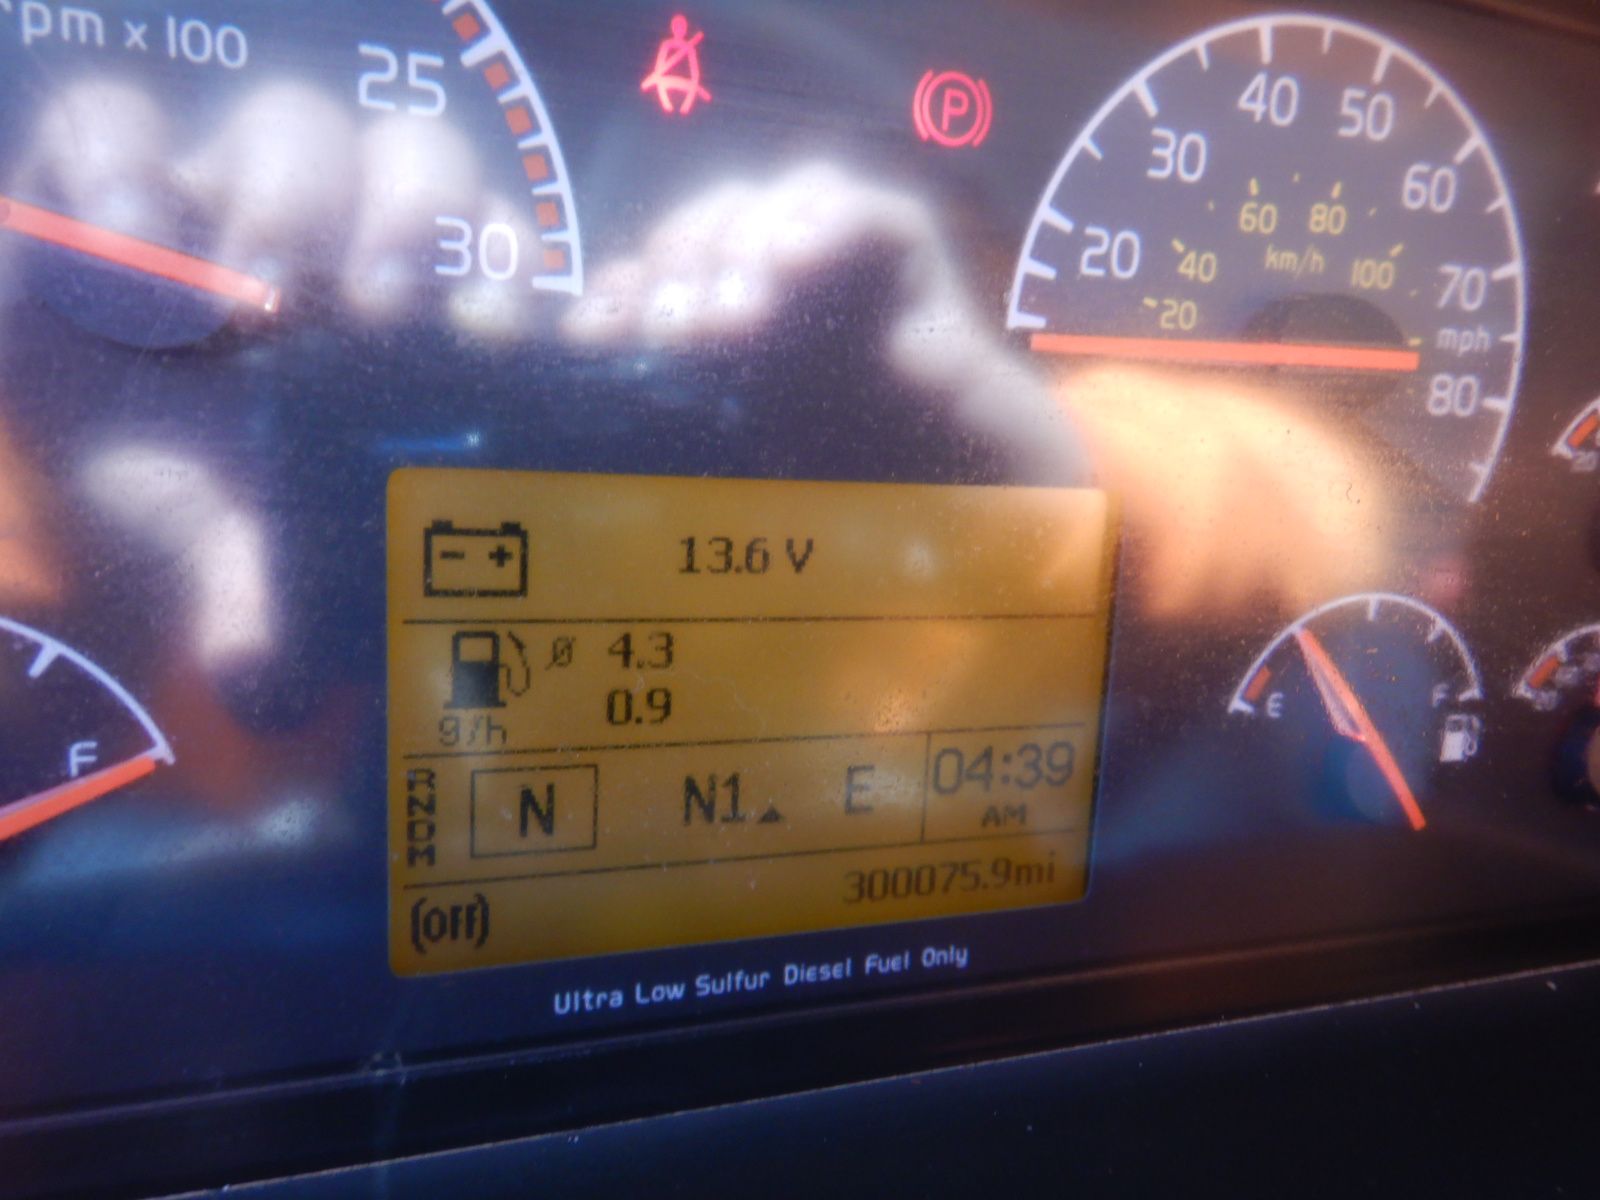 rpm x 100
25
30
P
20
30
40
50
60
70
80
mph
20
40
60
80
100
km/h
13.6 V
ø 4.3
0.9
g/h
F
E
F
RNDM
N
N1
E
04:39
AM
(OFF)
300075.9mi
Ultra Low Sulfur Diesel Fuel Only